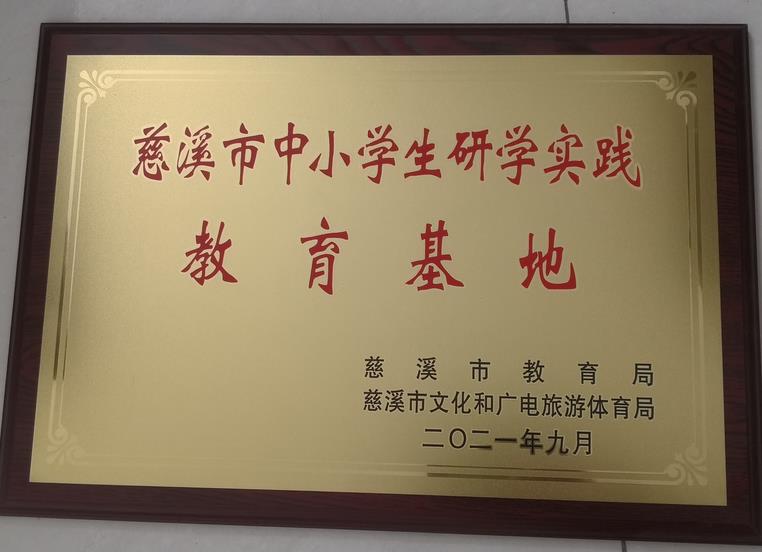 慈溪市中小学生研学实践
教育基地
慈溪市教育局
慈溪市文化和广电旅游体育局
二〇二一年九月